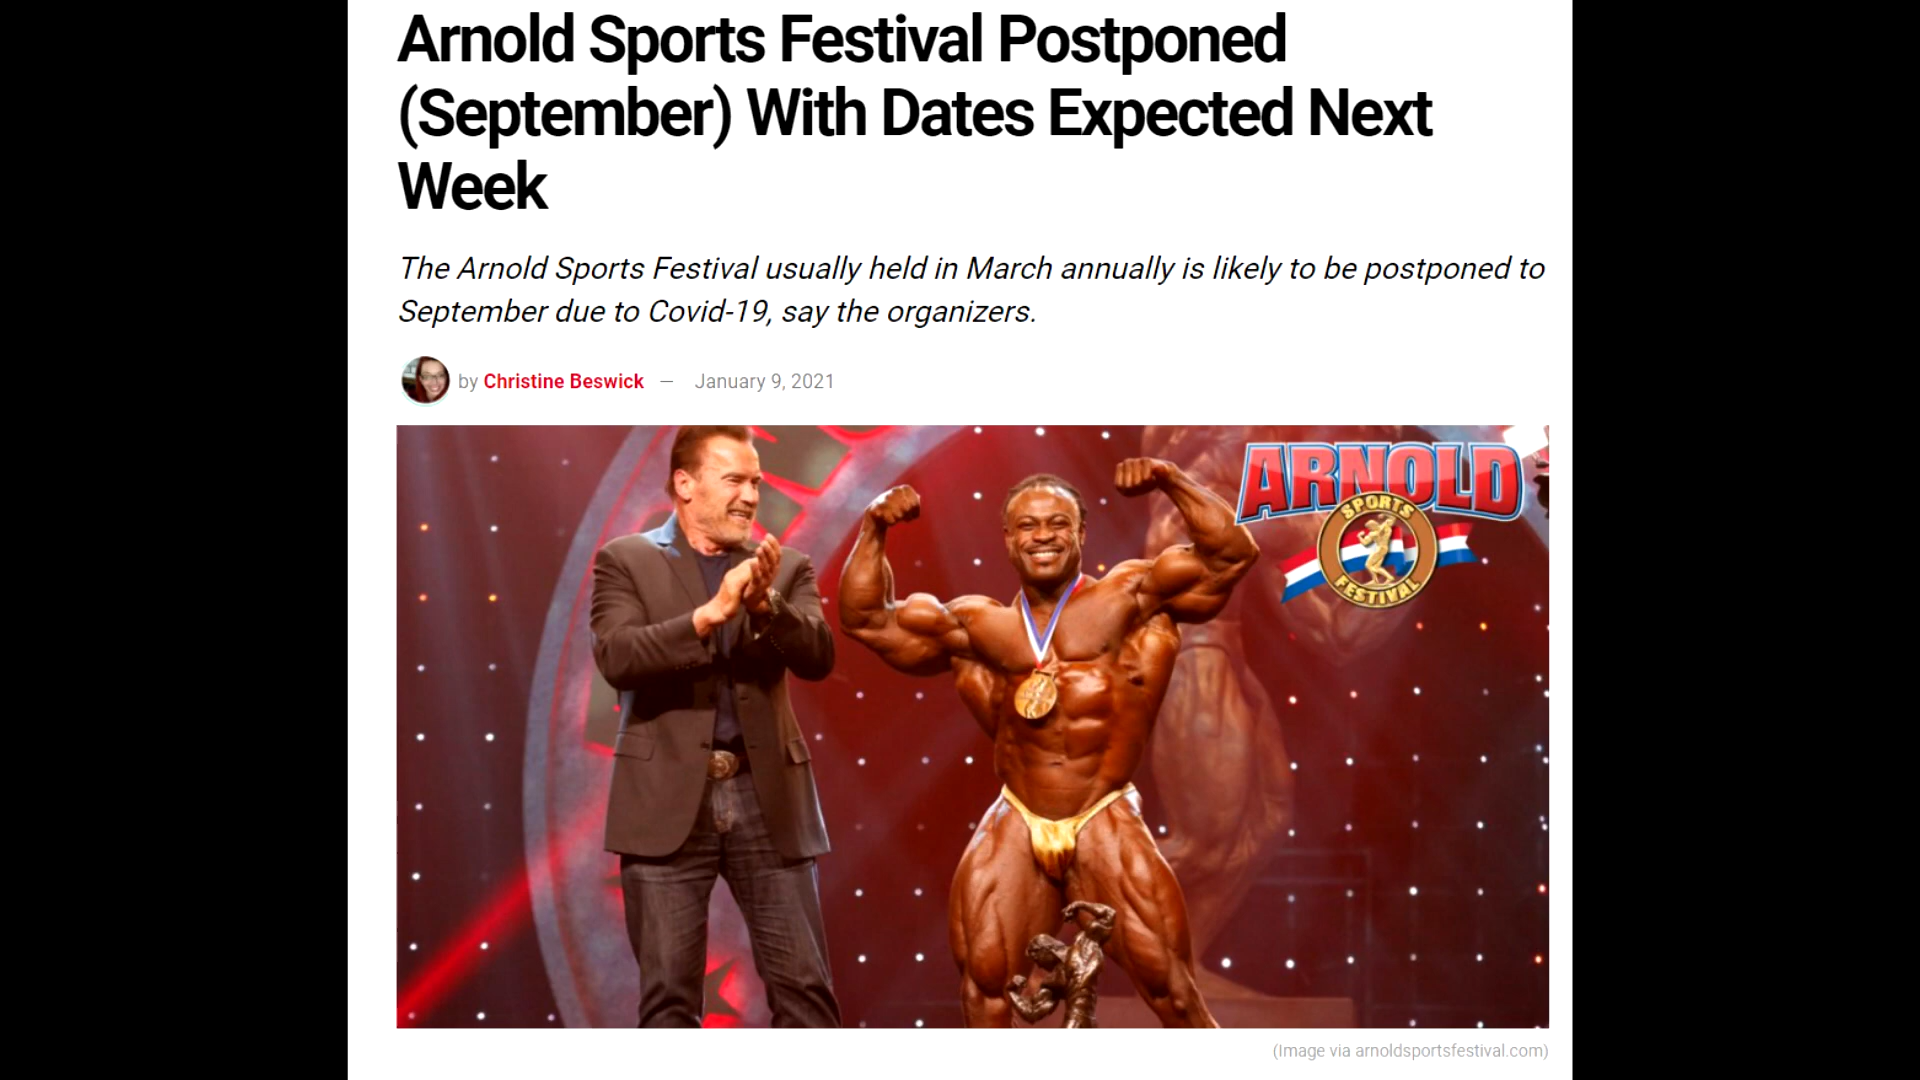 Arnold Sports Festival Postponed
(September) With Dates Expected Next
Week
The Arnold Sports Festival usually held in March annually is likely to be postponed to
September due to Covid-19, say the organizers.
by Christine Beswick — January 9, 2021
ARNOLD
SPORTS
FESTIVAL
(Image via arnoldsportsfestival.com)